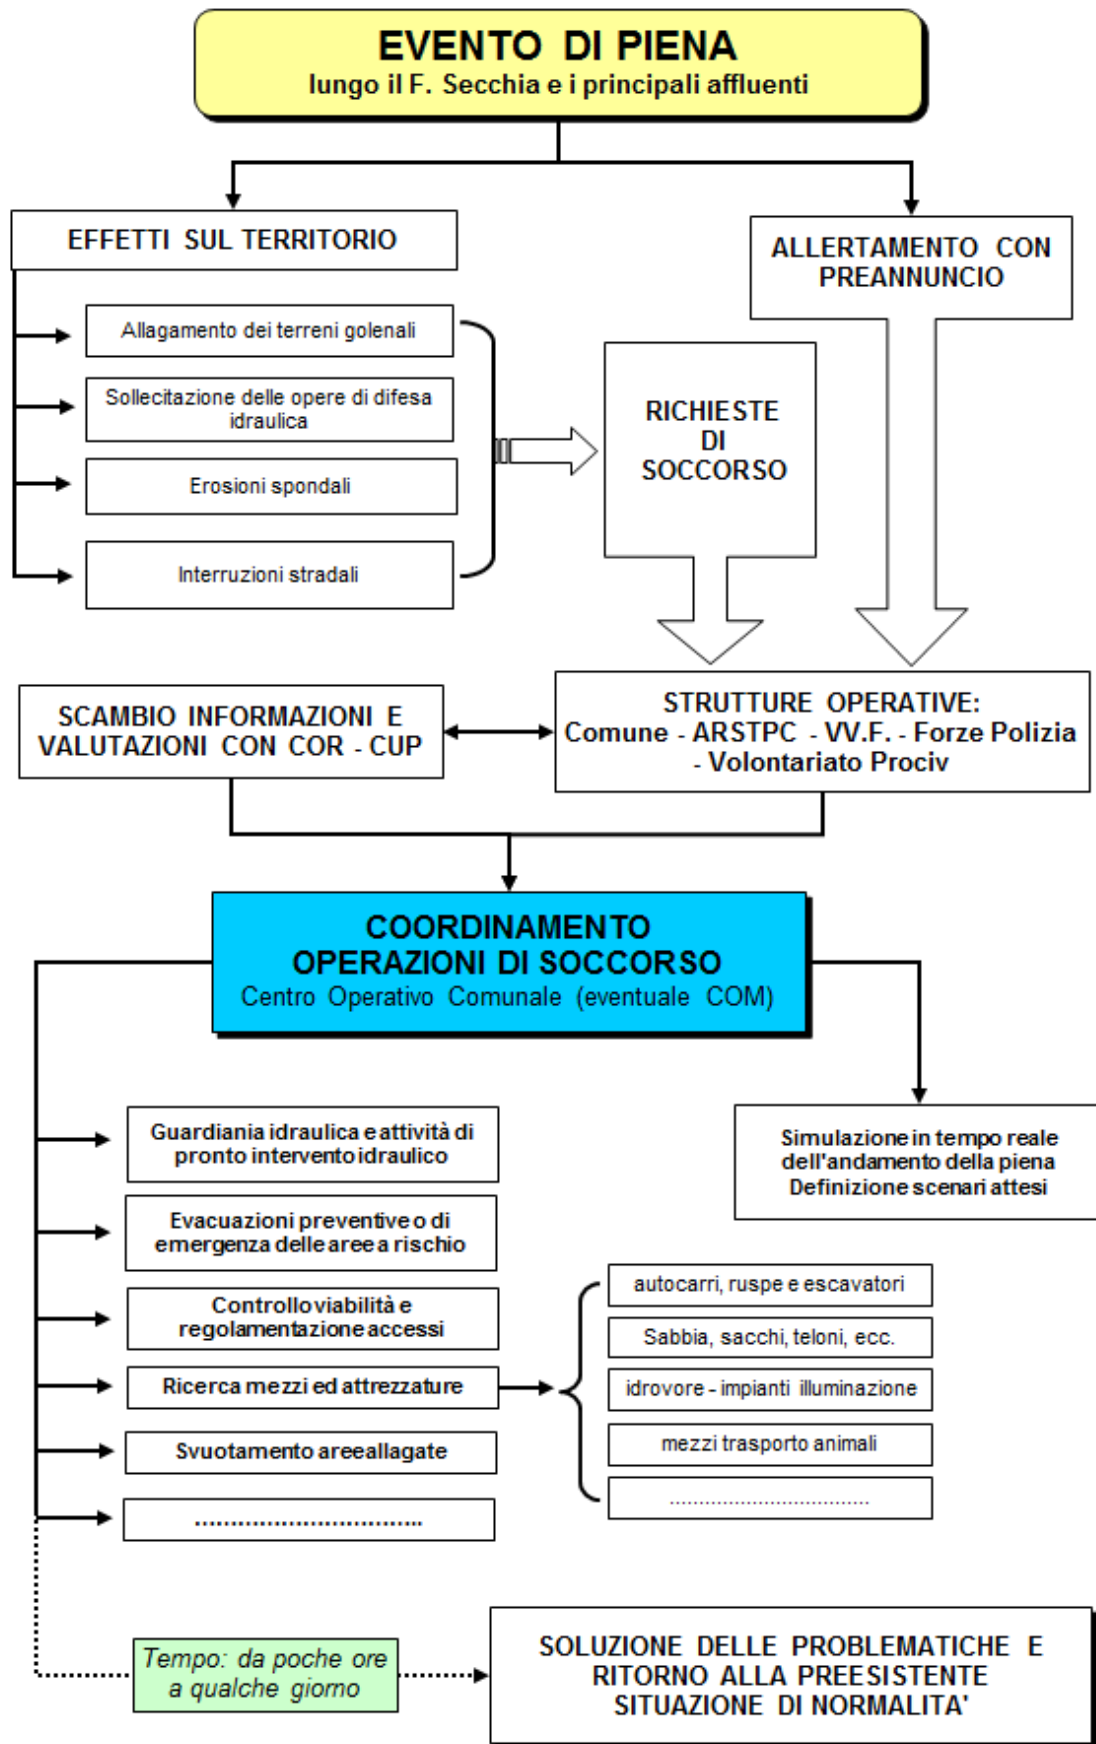 EVENTO DI PIENA
lungo il F. Secchia e i principali affluenti
EFFETTI SUL TERRITORIO
ALLERTAMENTO CON
PREANNUNCIO
Allagamento dei terreni golenali
Sollecitazione delle opere di difesa
idraulica
Erosioni spondali
Interruzioni stradali
RICHIESTE
DI
SOCCORSO
SCAMBIO INFORMAZIONI E
VALUTAZIONI CON COR - CUP
STRUTTURE OPERATIVE:
Comune - ARSTPC - VV.F. - Forze Polizia
- Volontariato Prociv
COORDINAMENTO
OPERAZIONI DI SOCCORSO
Centro Operativo Comunale (eventuale COM)
Guardiania idraulica e attività di
pronto intervento idraulico
Evacuazioni preventive o di
emergenza delle aree a rischio
Controllo viabilità e
regolamentazione accessi
Ricerca mezzi ed attrezzature
Svuotamento aree allagate
................................
Simulazione in tempo reale
dell'andamento della piena
Definizione scenari attesi
autocarri, ruspe e escavatori
Sabbia, sacchi, teloni, ecc.
idrovore - impianti illuminazione
mezzi trasporto animali
..................................
Tempo: da poche ore
a qualche giorno
SOLUZIONE DELLE PROBLEMATICHE E
RITORNO ALLA PREESISTENTE
SITUAZIONE DI NORMALITA'